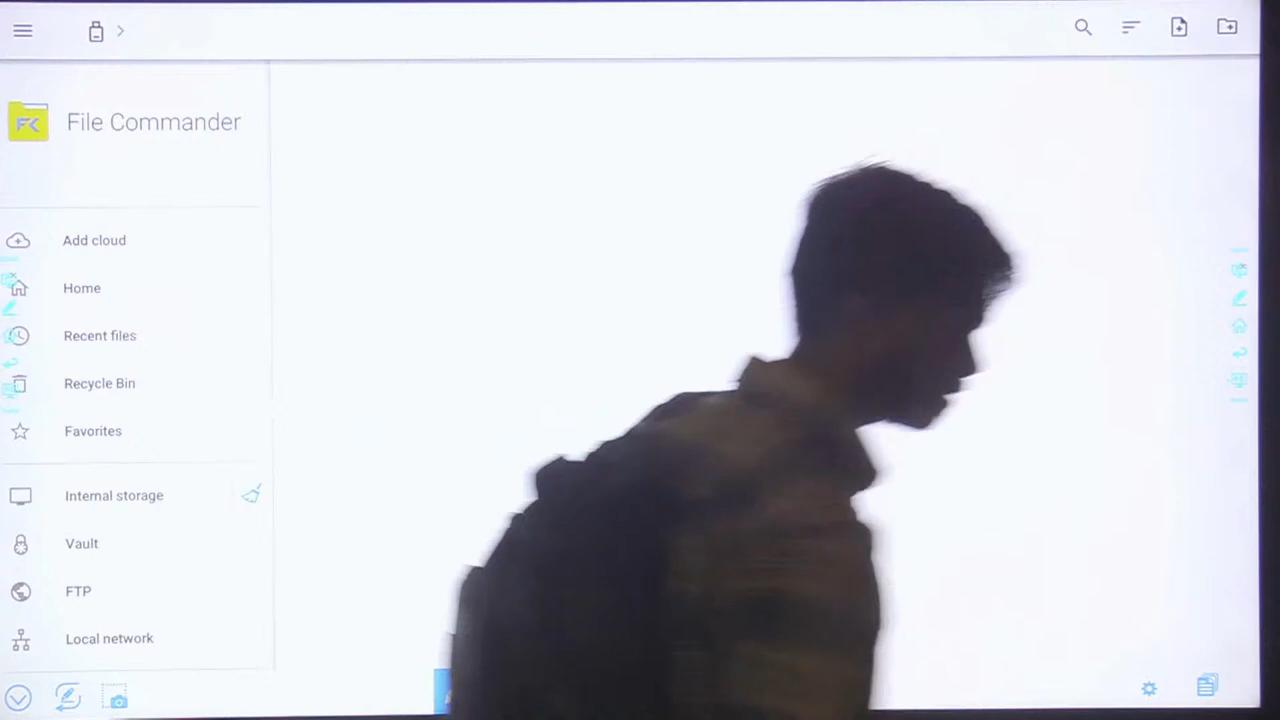 File Commander
Add cloud
Home
Recent files
Recycle Bin
Favorites
Internal storage
Vault
FTP
Local network